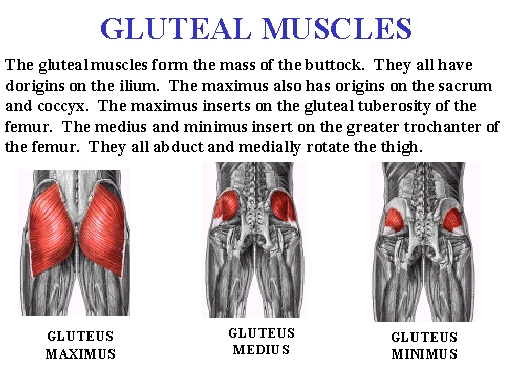 GLUTEAL MUSCLES
The gluteal muscles form the mass of the buttock.  They all have
dorigins on the ilium.  The maximus also has origins on the sacrum
and coccyx.  The maximus inserts on the gluteal tuberosity of the
femur.  The medius and minimus insert on the greater trochanter of
the femur.  They all abduct and medially rotate the thigh.
GLUTEUS
MAXIMUS
GLUTEUS
MEDIUS
GLUTEUS
MINIMUS